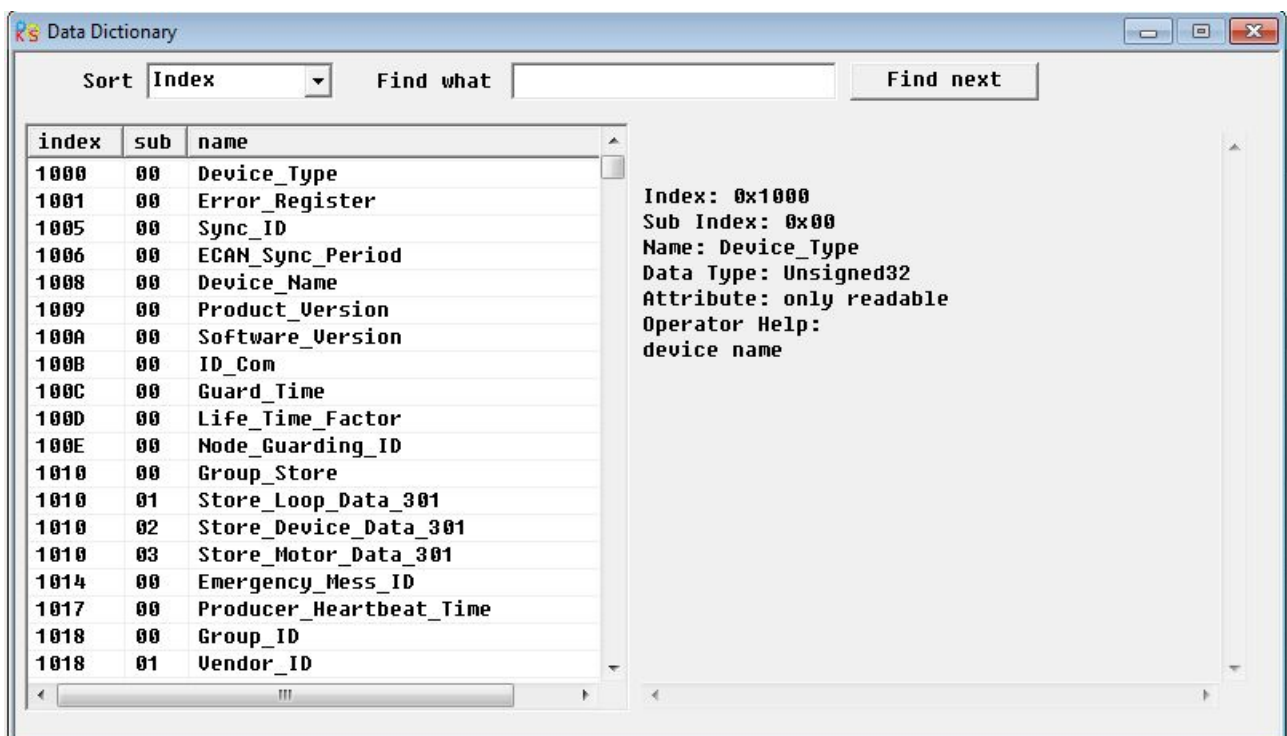 Data Dictionary
Sort Index Find what Find next
index sub name
1000 00 Device_Type
1001 00 Error_Register
1005 00 Sync_ID
1006 00 ECAN_Sync_Period
1008 00 Device_Name
1009 00 Product_Version
100A 00 Software_Version
100B 00 ID_Com
100C 00 Guard_Time
100D 00 Life_Time_Factor
100E 00 Node_Guarding_ID
1010 00 Group_Store
1010 01 Store_Loop_Data_301
1010 02 Store_Device_Data_301
1010 03 Store_Motor_Data_301
1014 00 Emergency_Mess_ID
1017 00 Producer_Heartbeat_Time
1018 00 Group_ID
1018 01 Vendor_ID
Index: 0x1000
Sub Index: 0x00
Name: Device_Type
Data Type: Unsigned32
Attribute: only readable
Operator Help:
device name